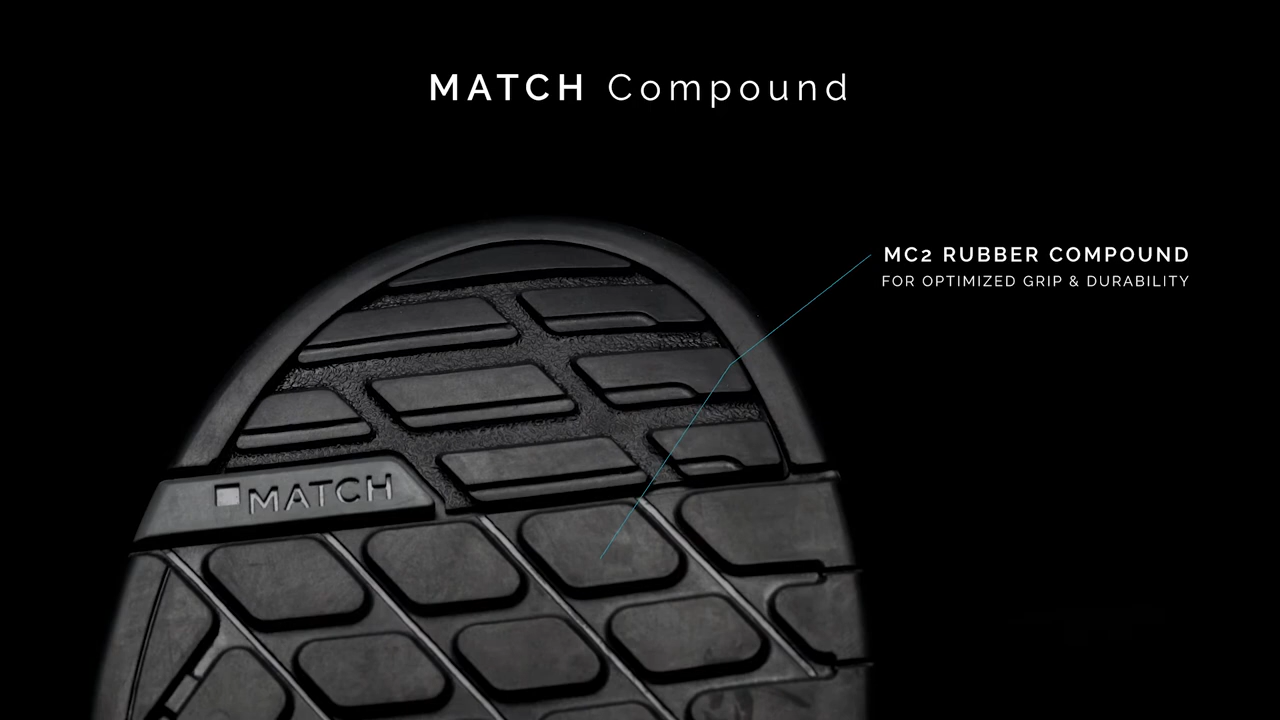 MATCH Compound
MC2 RUBBER COMPOUND
FOR OPTIMIZED GRIP & DURABILITY
MATCH